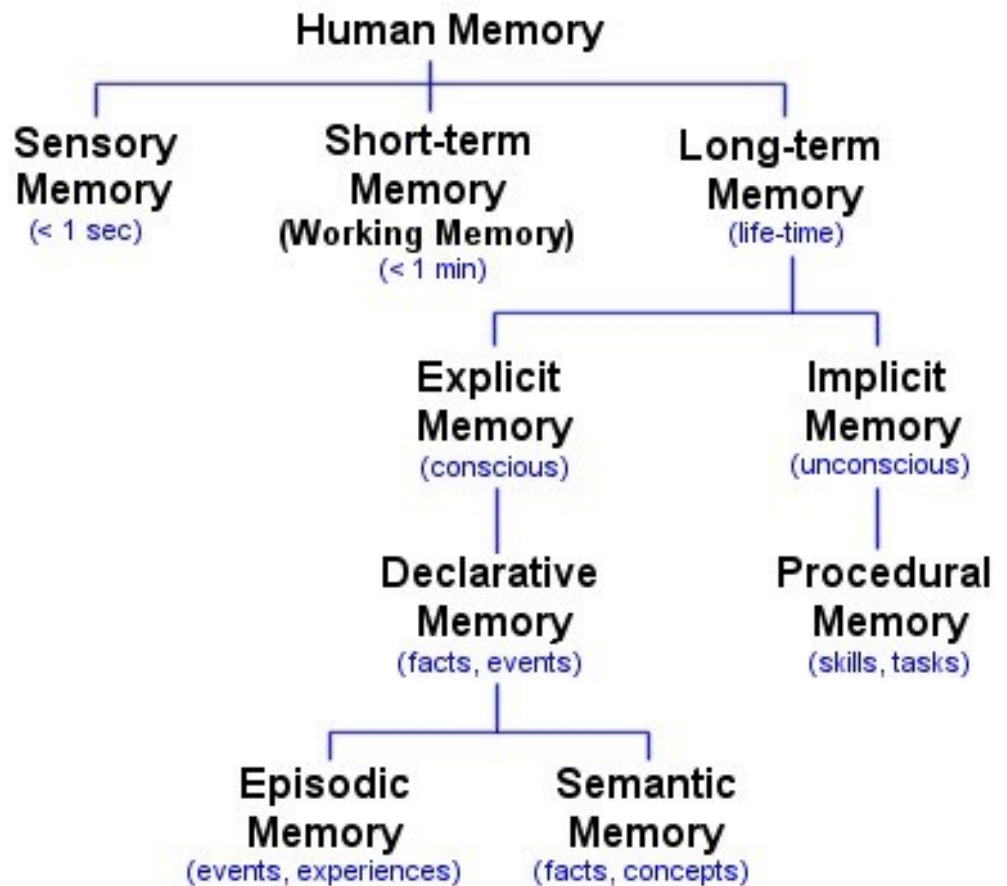 Human Memory
Sensory
Memory
(< 1 sec)
Short-term
Memory
(Working Memory)
(< 1 min)
Long-term
Memory
(life-time)
Explicit
Memory
(conscious)
Implicit
Memory
(unconscious)
Declarative
Memory
(facts, events)
Procedural
Memory
(skills, tasks)
Episodic
Memory
(events, experiences)
Semantic
Memory
(facts, concepts)